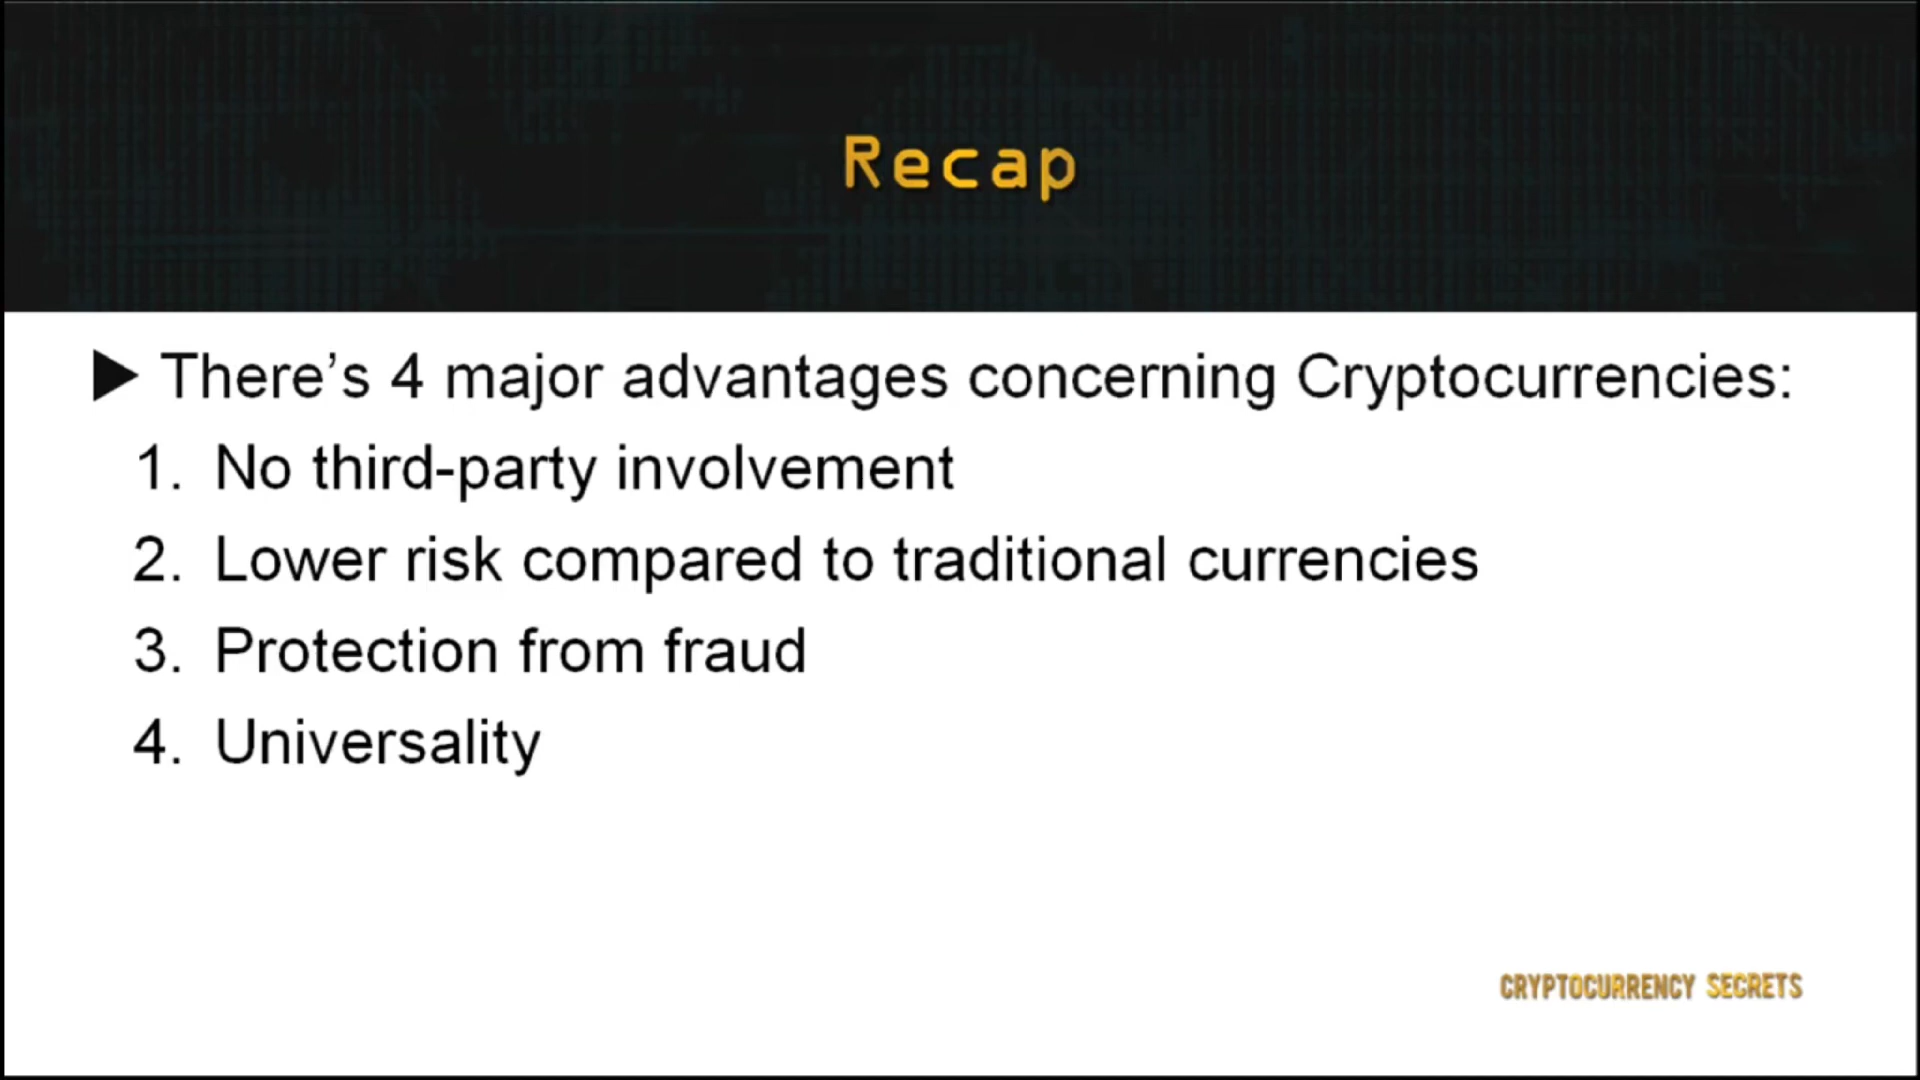 Recap
▶ There's 4 major advantages concerning Cryptocurrencies:
1. No third-party involvement
2. Lower risk compared to traditional currencies
3. Protection from fraud
4. Universality
CRYPTOCURRENCY SECRETS